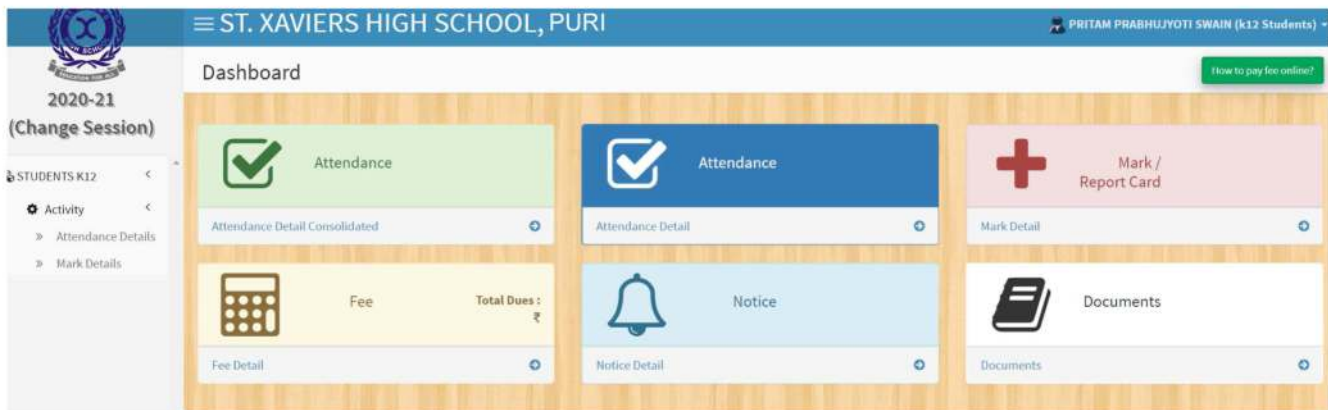 ST. XAVIERS HIGH SCHOOL, PURI
PRITAM PRABHUJYOTI SWAIN (k12 Students)
Dashboard
How to pay fee online?
2020-21
(Change Session)
STUDENTS K12
Activity
» Attendance Details
» Mark Details
Attendance
Attendance Detail Consolidated
Attendance
Attendance Detail
Mark /
Report Card
Mark Detail
Fee
Total Dues :
₹
Fee Detail
Notice
Notice Detail
Documents
Documents